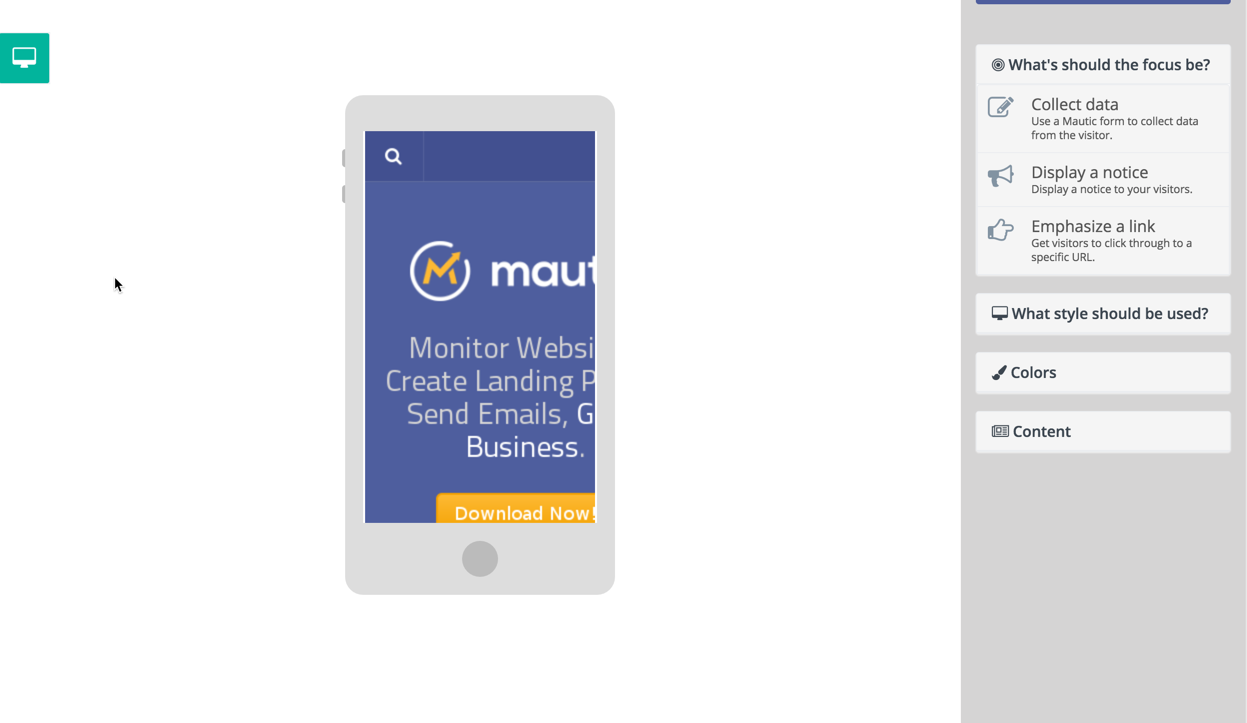 maut
Monitor Websi
Create Landing P
Send Emails, G
Business.
Download Now!
What's should the focus be?
Collect data
Use a Mautic form to collect data
from the visitor.
Display a notice
Display a notice to your visitors.
Emphasize a link
Get visitors to click through to a
specific URL.
What style should be used?
Colors
Content